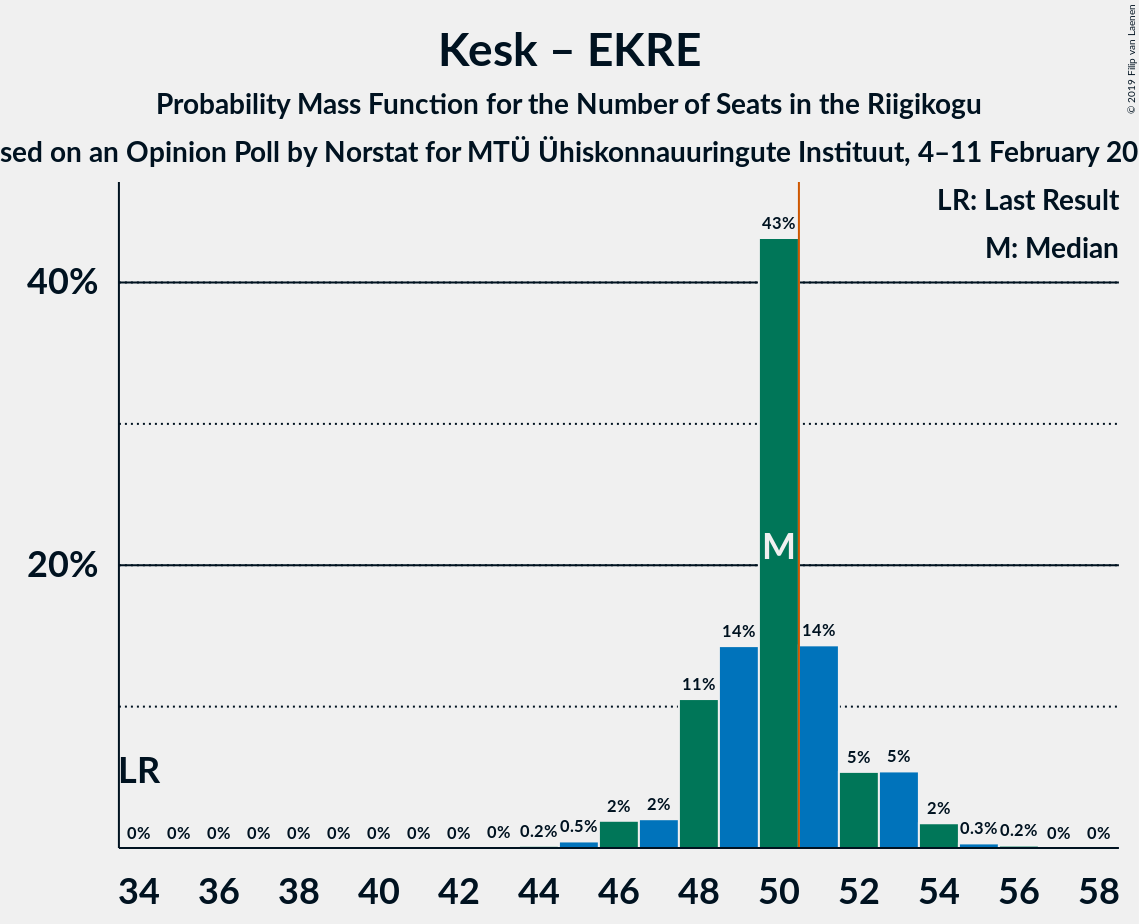 Kesk – EKRE
Probability Mass Function for the Number of Seats in the Riigikogu
sed on an Opinion Poll by Norstat for MTÜ Ühiskonnauuringute Instituut, 4–11 February 20
© 2019 Filip van Laenen
LR: Last Result
M: Median
43%
40%
M
20%
14% 14%
11%
LR
5% 5%
2% 2% 2%
0% 0% 0% 0% 0% 0% 0% 0% 0% 0% 0.2% 0.5% 0.3% 0.2% 0% 0%
34 36 38 40 42 44 46 48 50 52 54 56 58